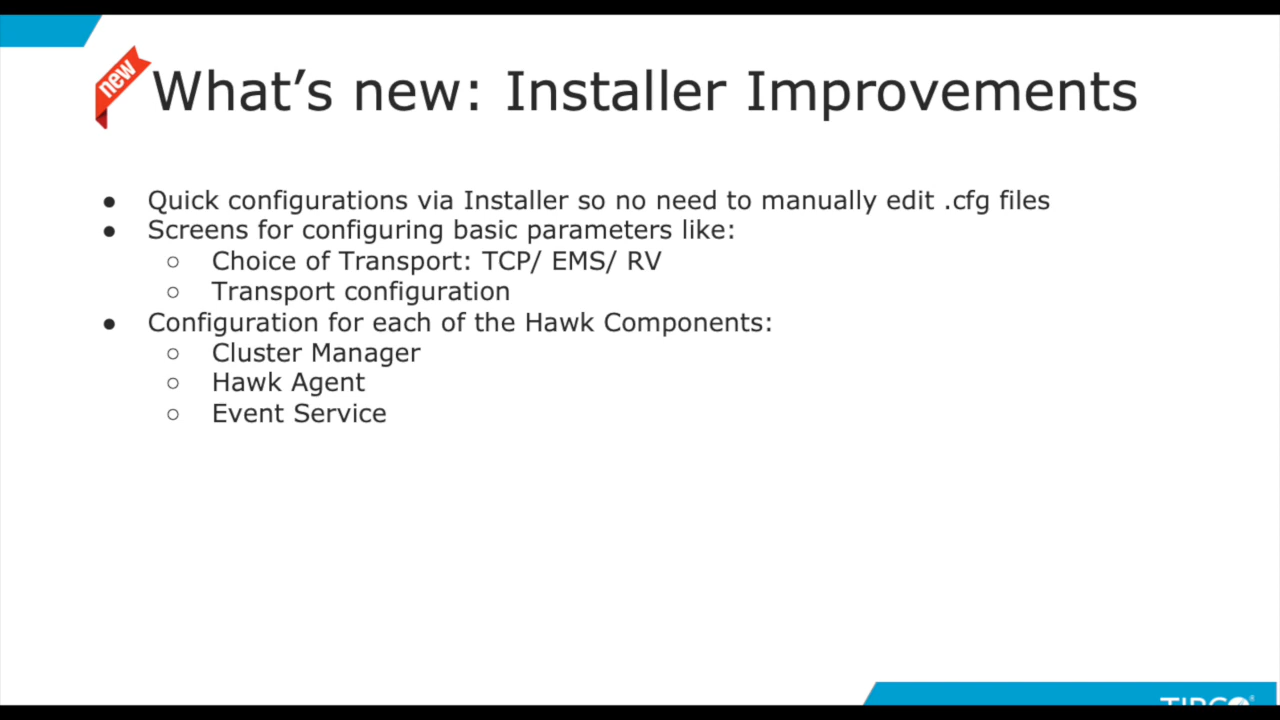 new
What’s new: Installer Improvements
● Quick configurations via Installer so no need to manually edit .cfg files
● Screens for configuring basic parameters like:
○ Choice of Transport: TCP/ EMS/ RV
○ Transport configuration
● Configuration for each of the Hawk Components:
○ Cluster Manager
○ Hawk Agent
○ Event Service
TIBCO®